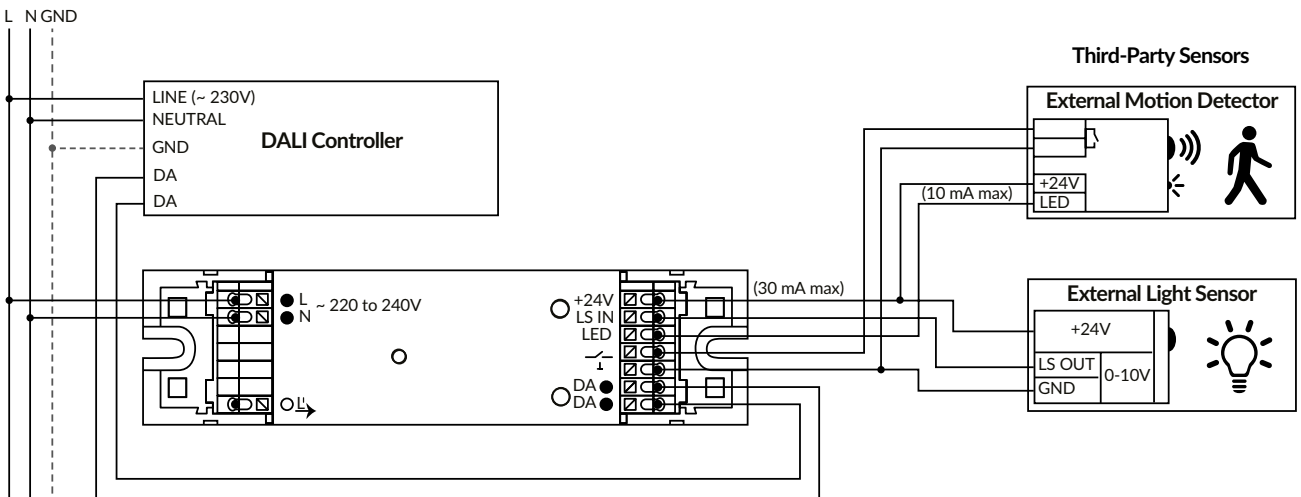 L N GND
Third-Party Sensors
LINE (~ 230V)
NEUTRAL
GND
DA
DA
DALI Controller
External Motion Detector
+24V
LED
(10 mA max)
L
N
~ 220 to 240V
L'
+24V
LS IN
LED
DA
DA
(30 mA max)
External Light Sensor
+24V
LS OUT
GND
0-10V